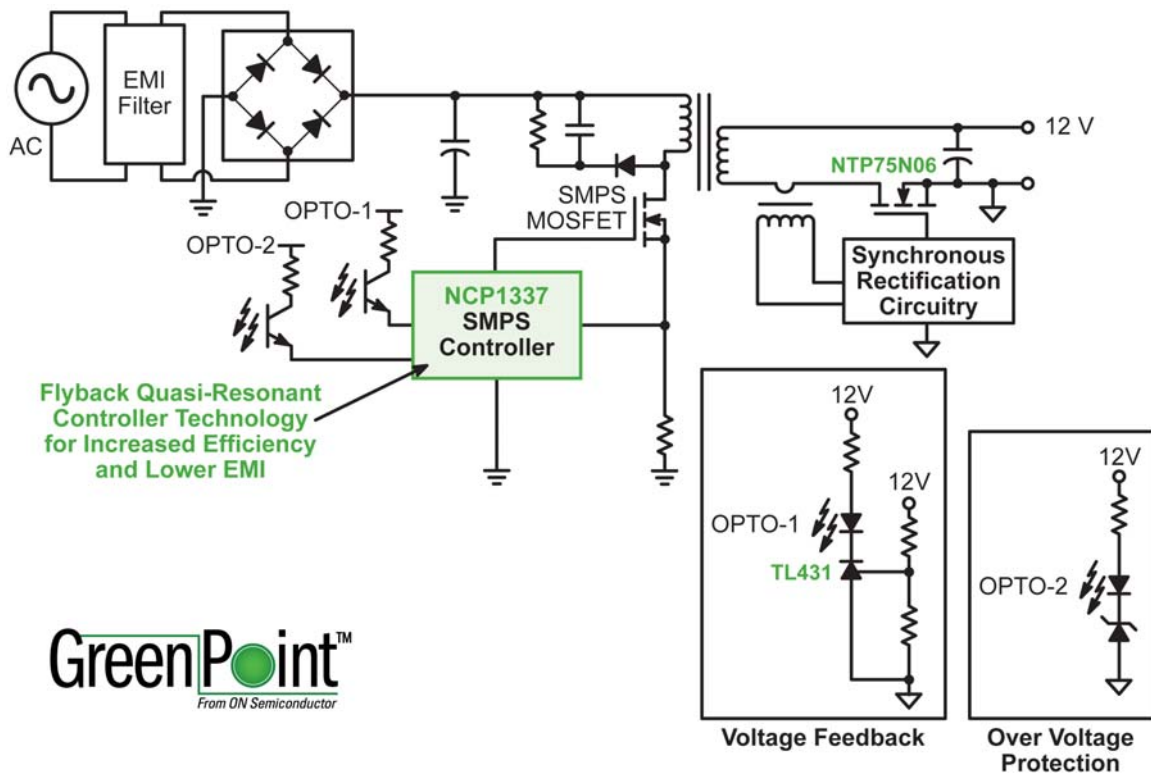 EMI
Filter
AC
OPTO-1
OPTO-2
SMPS
MOSFET
NTP75N06
12 V
Synchronous
Rectification
Circuitry
NCP1337
SMPS
Controller
Flyback Quasi-Resonant
Controller Technology
for Increased Efficiency
and Lower EMI
12V
12V
OPTO-1
TL431
Voltage Feedback
12V
OPTO-2
Over Voltage
Protection
GreenPoint™
From ON Semiconductor